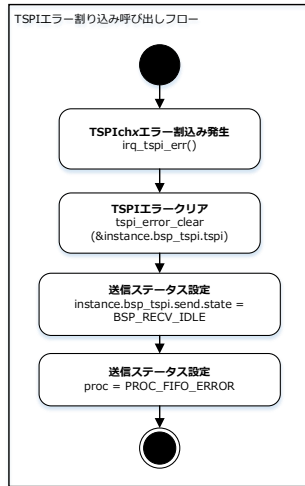 TSPIエラー割り込み呼び出しフロー
TSPIchxエラー割込み発生
irq_tspi_err()
TSPIエラークリア
tspi_error_clear
(&instance.bsp_tspi.tspi)
送信ステータス設定
instance.bsp_tspi.send.state =
BSP_RECV_IDLE
送信ステータス設定
proc = PROC_FIFO_ERROR